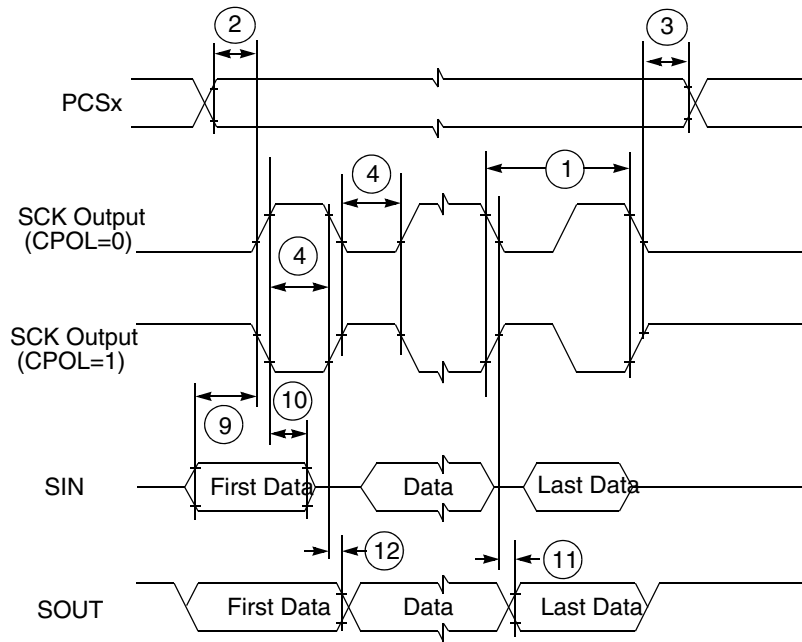 2
3
PCSx
4
1
SCK Output
(CPOL=0)
4
SCK Output
(CPOL=1)
9
10
SIN
First Data
Data
Last Data
12
11
SOUT
First Data
Data
Last Data